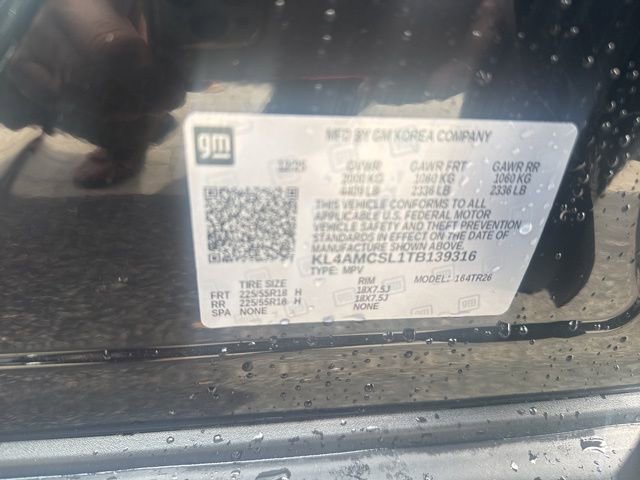 gm
MFD BY GM KOREA COMPANY
12/25 GVWR GAWR FRT GAWR RR
2000 KG 1060 KG 1060 KG
4409 LB 2336 LB 2336 LB
THIS VEHICLE CONFORMS TO ALL
APPLICABLE U.S. FEDERAL MOTOR
VEHICLE SAFETY AND THEFT PREVENTION
STANDARDS IN EFFECT ON THE DATE OF
MANUFACTURE SHOWN ABOVE.
KL4AMCSL1TB139316
TYPE: MPV MODEL: 164TR26
TIRE SIZE RIM
FRT 225/55R18 H 18X7.5J
RR 225/55R18 H 18X7.5J
SPA NONE NONE